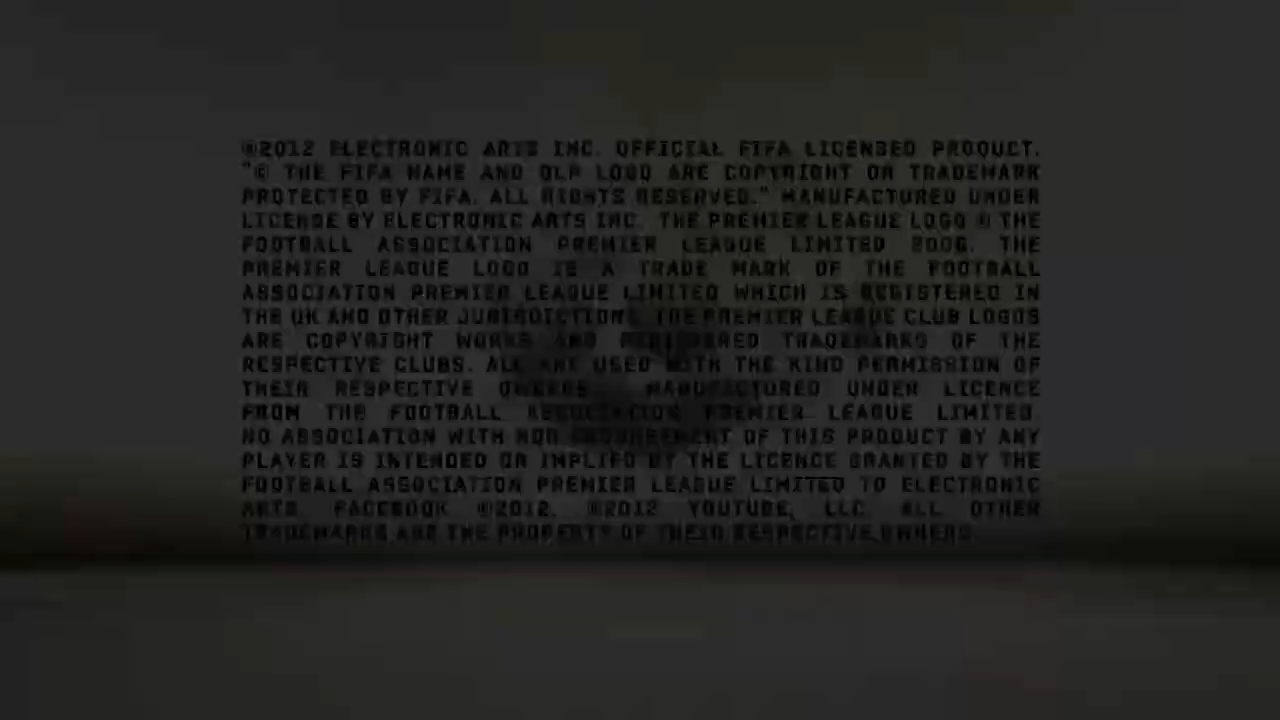 ©2012 ELECTRONIC ARTS INC. OFFICIAL FIFA LICENSED PRODUCT.
"© THE FIFA NAME AND OLP LOGO ARE COPYRIGHT OR TRADEMARK
PROTECTED BY FIFA. ALL RIGHTS RESERVED." MANUFACTURED UNDER
LICENSE BY ELECTRONIC ARTS INC. THE PREMIER LEAGUE LOGO © THE
FOOTBALL ASSOCIATION PREMIER LEAGUE LIMITED 2006. THE
PREMIER LEAGUE LOGO IS A TRADE MARK OF THE FOOTBALL
ASSOCIATION PREMIER LEAGUE LIMITED WHICH IS REGISTERED IN
THE UK AND OTHER JURISDICTIONS. THE PREMIER LEAGUE CLUB LOGOS
ARE COPYRIGHT WORKS AND REGISTERED TRADEMARKS OF THE
RESPECTIVE CLUBS. ALL ARE USED WITH THE KIND PERMISSION OF
THEIR RESPECTIVE OWNERS. MANUFACTURED UNDER LICENCE
FROM THE FOOTBALL ASSOCIATION PREMIER LEAGUE LIMITED.
NO ASSOCIATION WITH NOR ENDORSEMENT OF THIS PRODUCT BY ANY
PLAYER IS INTENDED OR IMPLIED BY THE LICENCE GRANTED BY THE
FOOTBALL ASSOCIATION PREMIER LEAGUE LIMITED TO ELECTRONIC
ARTS. FACEBOOK ©2012. ©2012 YOUTUBE, LLC. ALL OTHER
TRADEMARKS ARE THE PROPERTY OF THEIR RESPECTIVE OWNERS.